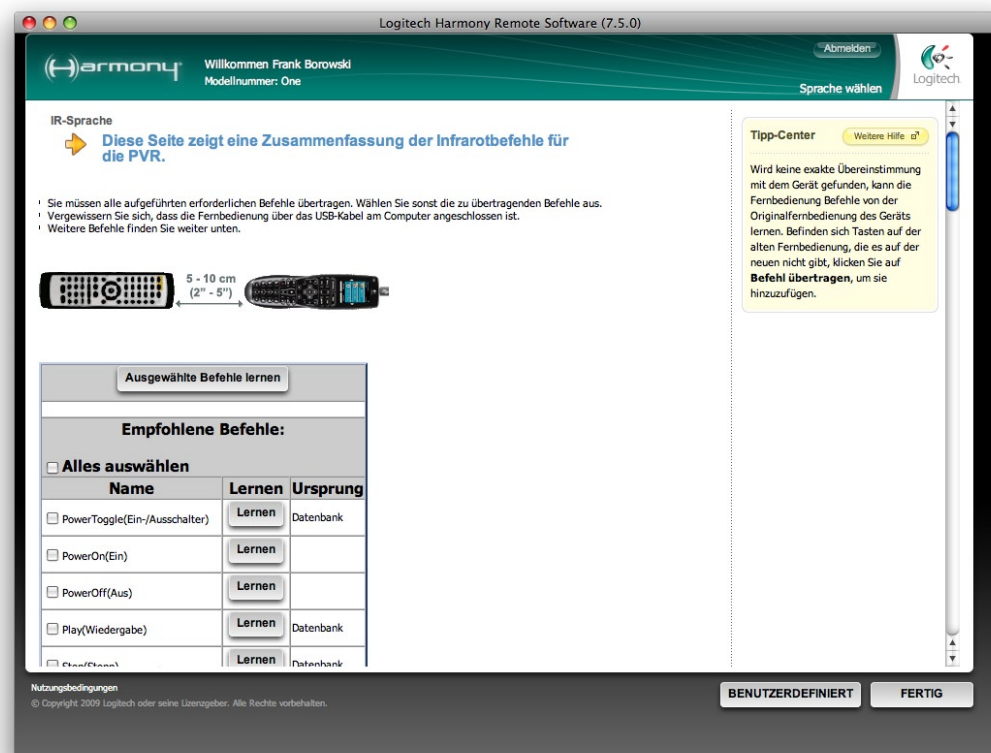 Logitech Harmony Remote Software (7.5.0)
Harmony
Willkommen Frank Borowski
Modellnummer: One
Abmelden
Sprache wählen
Logitech
IR-Sprache
Diese Seite zeigt eine Zusammenfassung der Infrarotbefehle für
die PVR.
Sie müssen alle aufgeführten erforderlichen Befehle übertragen. Wählen Sie sonst die zu übertragenden Befehle aus.
Vergewissern Sie sich, dass die Fernbedienung über das USB-Kabel am Computer angeschlossen ist.
Weitere Befehle finden Sie weiter unten.
5 - 10 cm
(2" - 5")
Ausgewählte Befehle lernen
Empfohlene Befehle:
Alles auswählen
Name Lernen Ursprung
PowerToggle(Ein-/Ausschalter) Lernen Datenbank
PowerOn(Ein) Lernen
PowerOff(Aus) Lernen
Play(Wiedergabe) Lernen Datenbank
Stop(Stopp) Lernen Datenbank
Tipp-Center
Weitere Hilfe
Wird keine exakte Übereinstimmung
mit dem Gerät gefunden, kann die
Fernbedienung Befehle von der
Originalfernbedienung des Geräts
lernen. Befinden sich Tasten auf der
alten Fernbedienung, die es auf der
neuen nicht gibt, klicken Sie auf
Befehl übertragen, um sie
hinzuzufügen.
Nutzungsbedingungen
© Copyright 2009 Logitech oder seine Lizenzgeber. Alle Rechte vorbehalten.
BENUTZERDEFINIERT
FERTIG